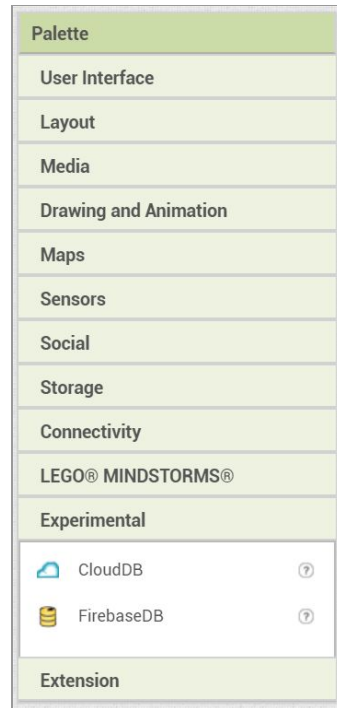 Palette
User Interface
Layout
Media
Drawing and Animation
Maps
Sensors
Social
Storage
Connectivity
LEGO® MINDSTORMS®
Experimental
CloudDB ?
FirebaseDB ?
Extension